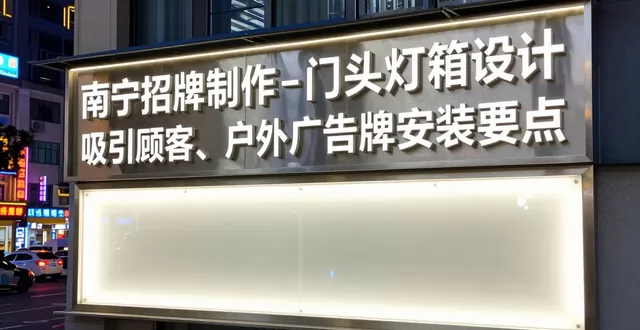 南宁招牌制作-门头灯箱设计
吸引顾客、户外广告牌安装要点